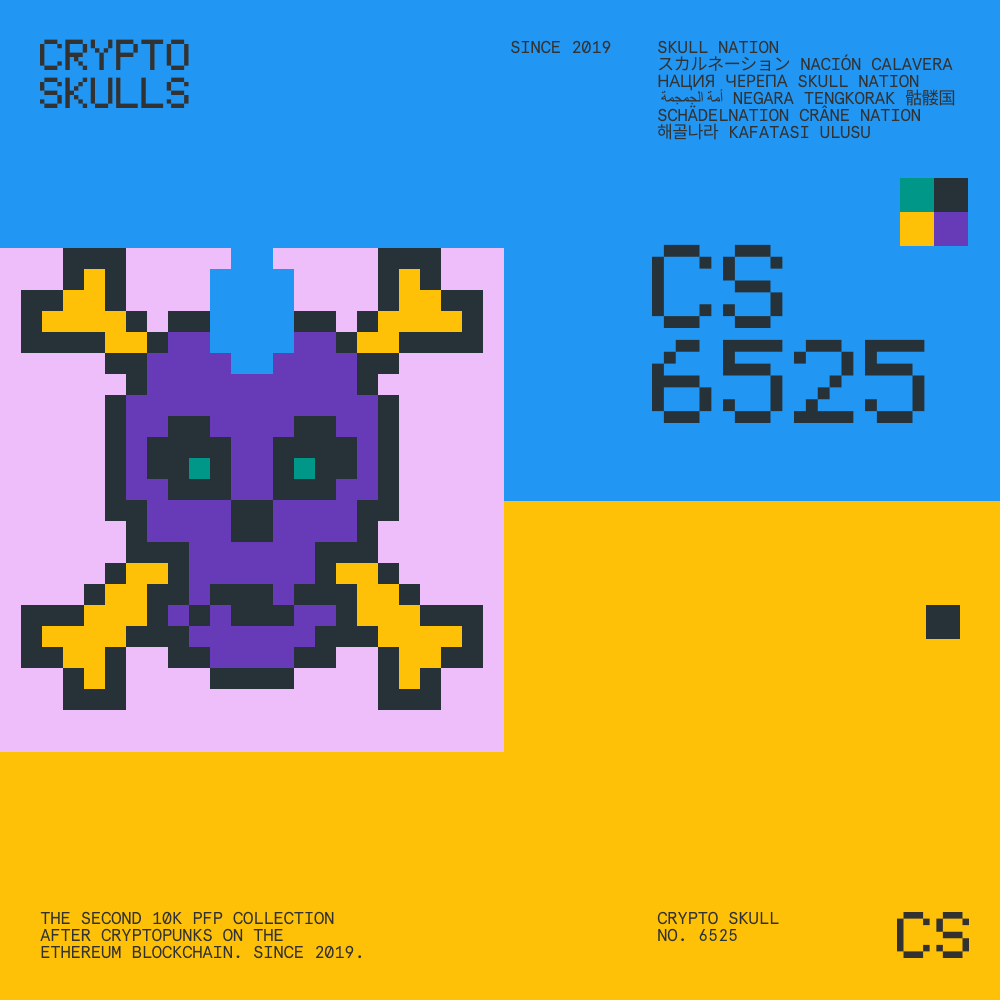 CRYPTO
SKULLS
SINCE 2019
SKULL NATION
スカルネーション NACIÓN CALAVERA
НАЦИЯ ЧЕРЕПА SKULL NATION
أمة الجمجمة NEGARA TENGKORAK 骷髅国
SCHÄDELNATION CRÂNE NATION
해골나라 KAFATASI ULUSU
CS
6525
THE SECOND 10K PFP COLLECTION
AFTER CRYPTOPUNKS ON THE
ETHEREUM BLOCKCHAIN. SINCE 2019.
CRYPTO SKULL
NO. 6525
CS